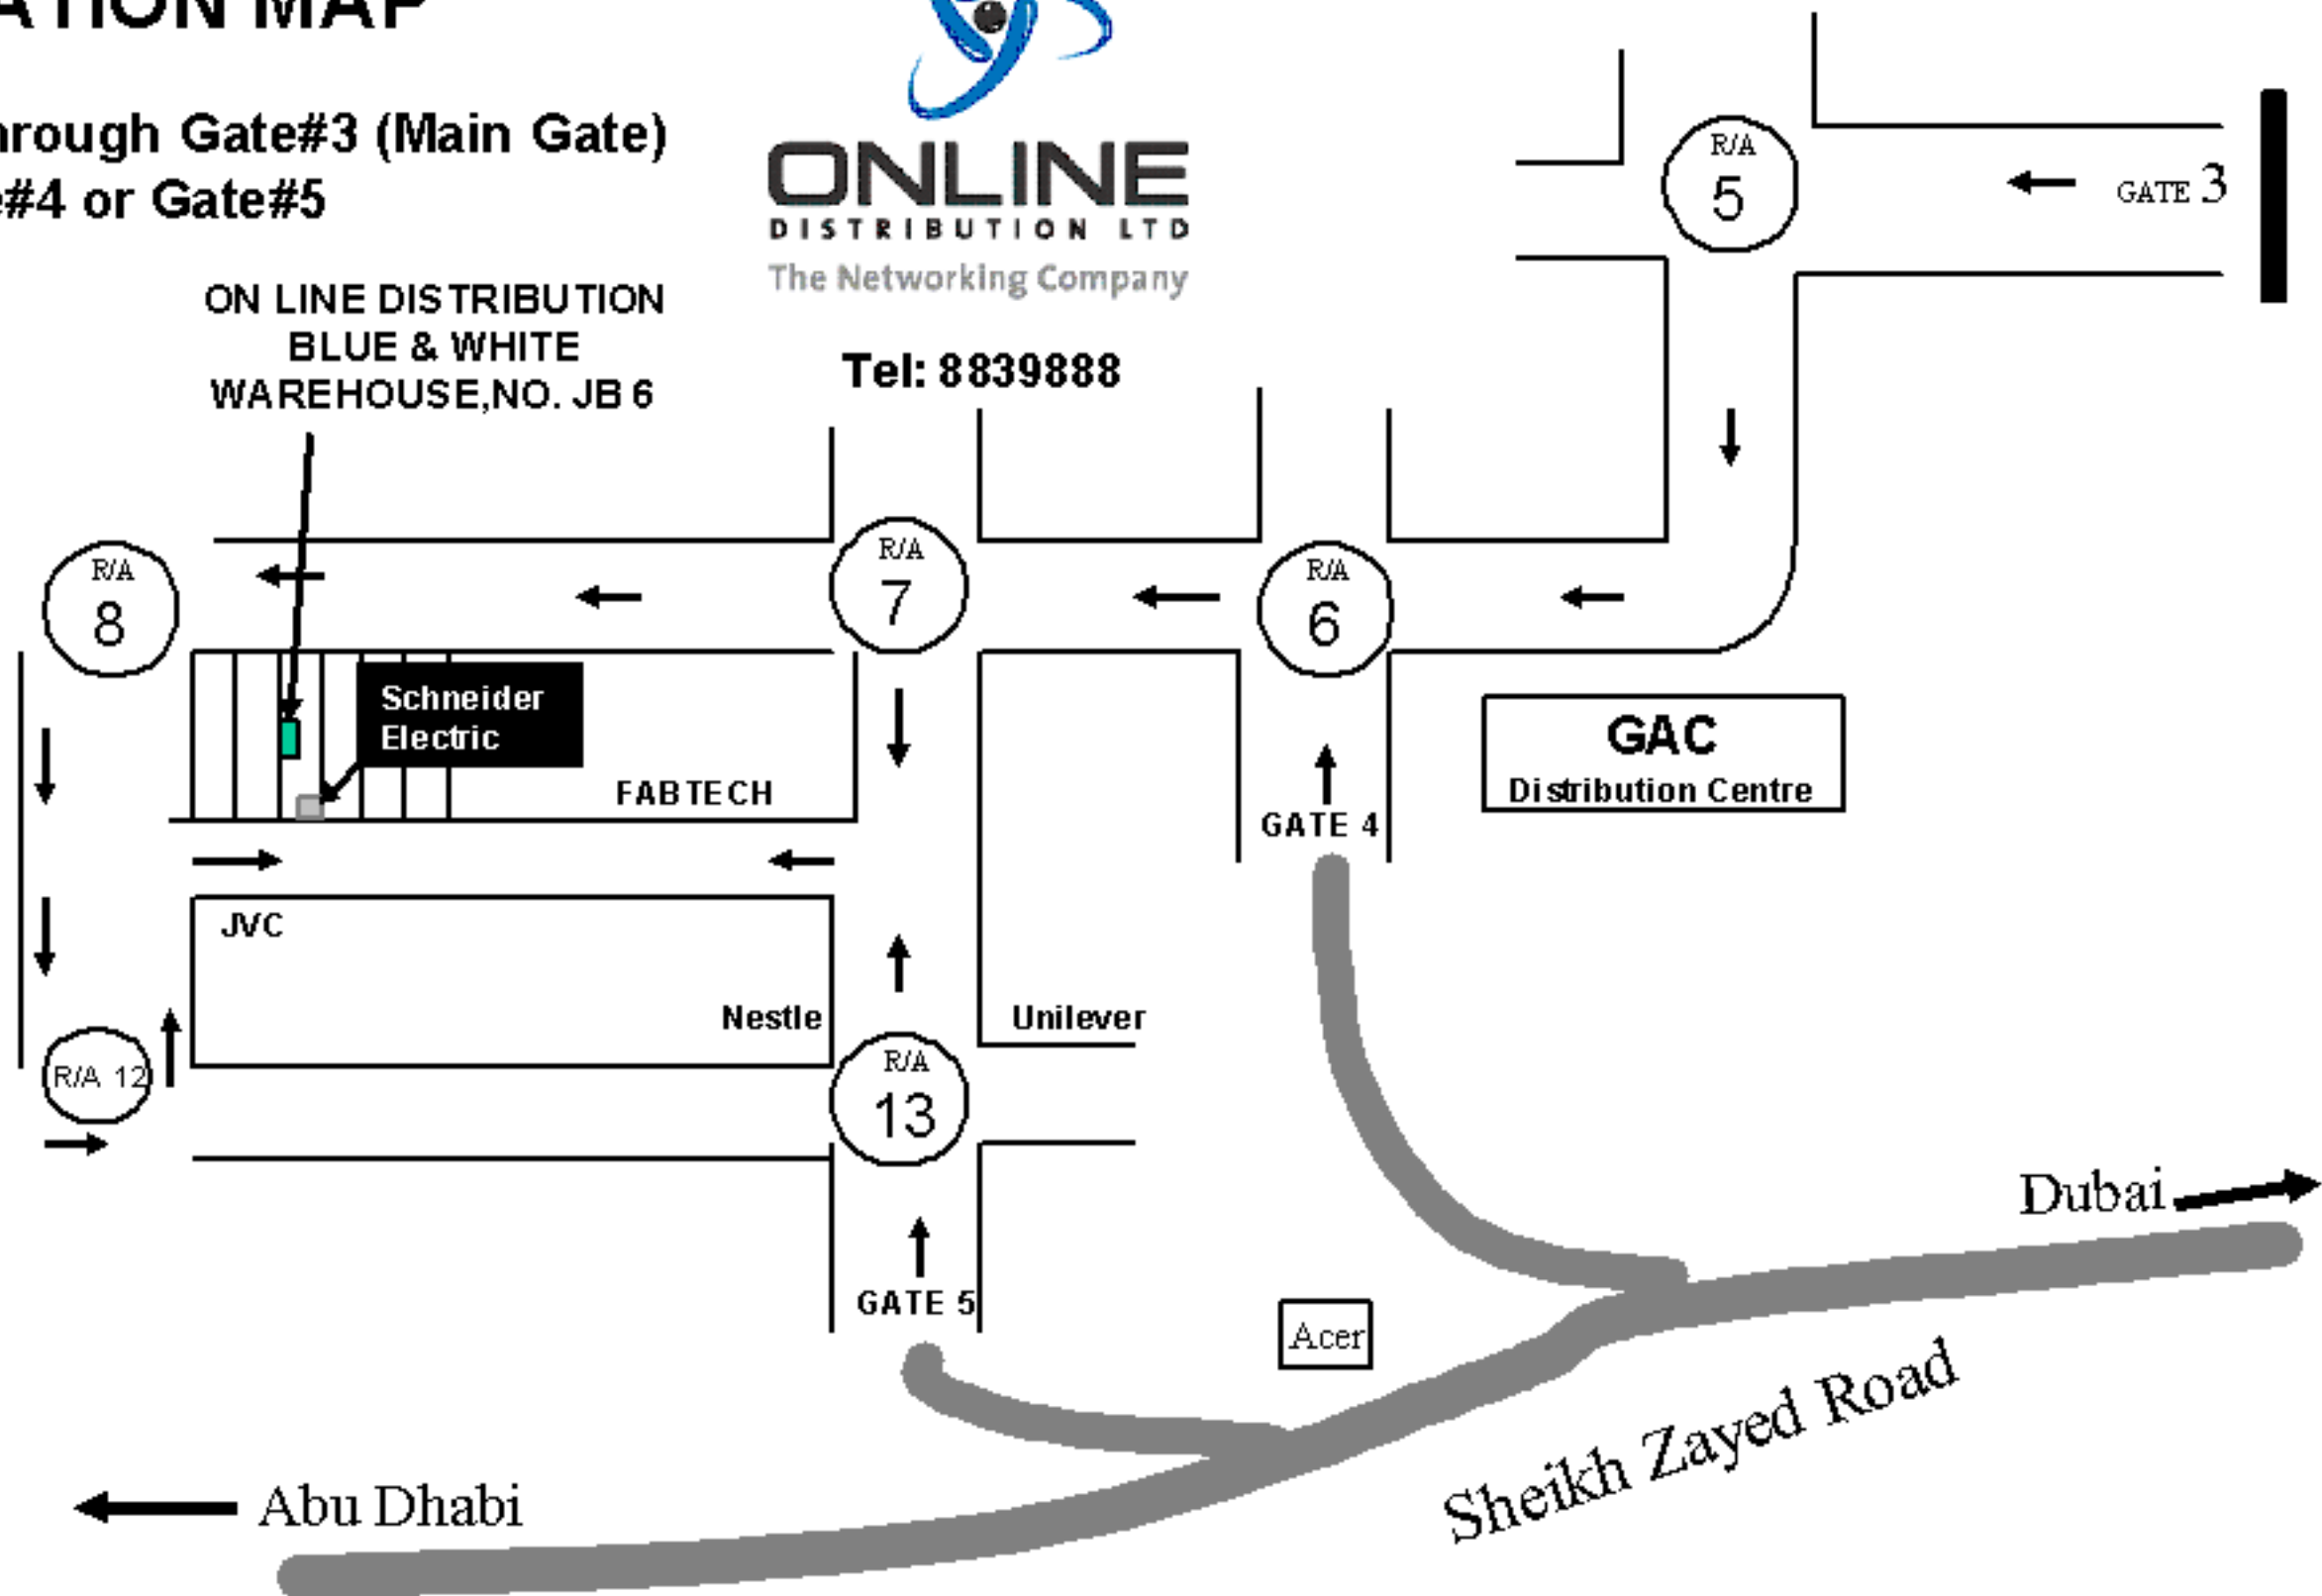 MAP
Gate#3 (Main Gate)
or Gate#5
ONLINE
DISTRIBUTION LTD
The Networking Company
Tel: 8839888
ON LINE DISTRIBUTION
BLUE & WHITE
WAREHOUSE,NO. JB 6
R/A
5
GATE 3
R/A
8
R/A
7
R/A
6
Schneider
Electric
FABTECH
GAC
Distribution Centre
GATE 4
JVC
Nestle
Unilever
R/A 12
R/A
13
GATE 5
Dubai
Acer
Sheikh Zayed Road
Abu Dhabi